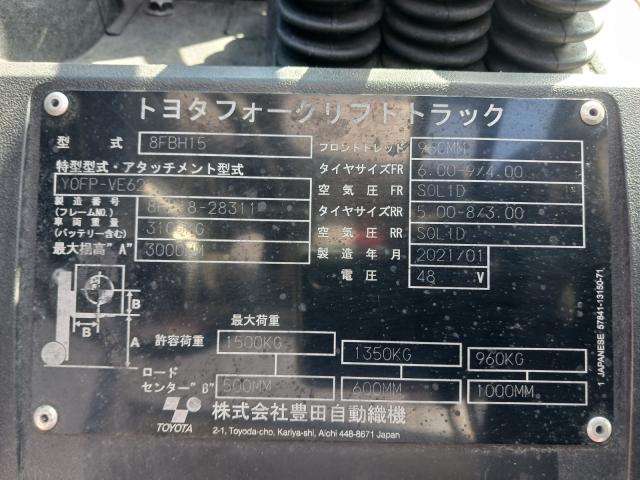 トヨタフォークリフトトラック
型式 8FBH15
特型型式・アタッチメント型式
YOFP-VE62
製造番号
(フレームNO.)
車両重量
(バッテリー含む)
最大揚高"A"
フロントトレッド 960MM
タイヤサイズFR 6.00-9/4.00
空気圧FR SOLID
タイヤサイズRR 5.00-8/3.00
空気圧RR SOLID
製造年月 2021/01
電圧 48 V
B
B
A
最大荷重
許容荷重 1500KG 1350KG 960KG
ロード
センター"B" 500MM 600MM 1000MM
TOYOTA
株式会社豊田自動織機
2-1, Toyoda-cho, Kariya-shi, Aichi 448-8671 Japan
1 JAPANESE 57841-13150-71